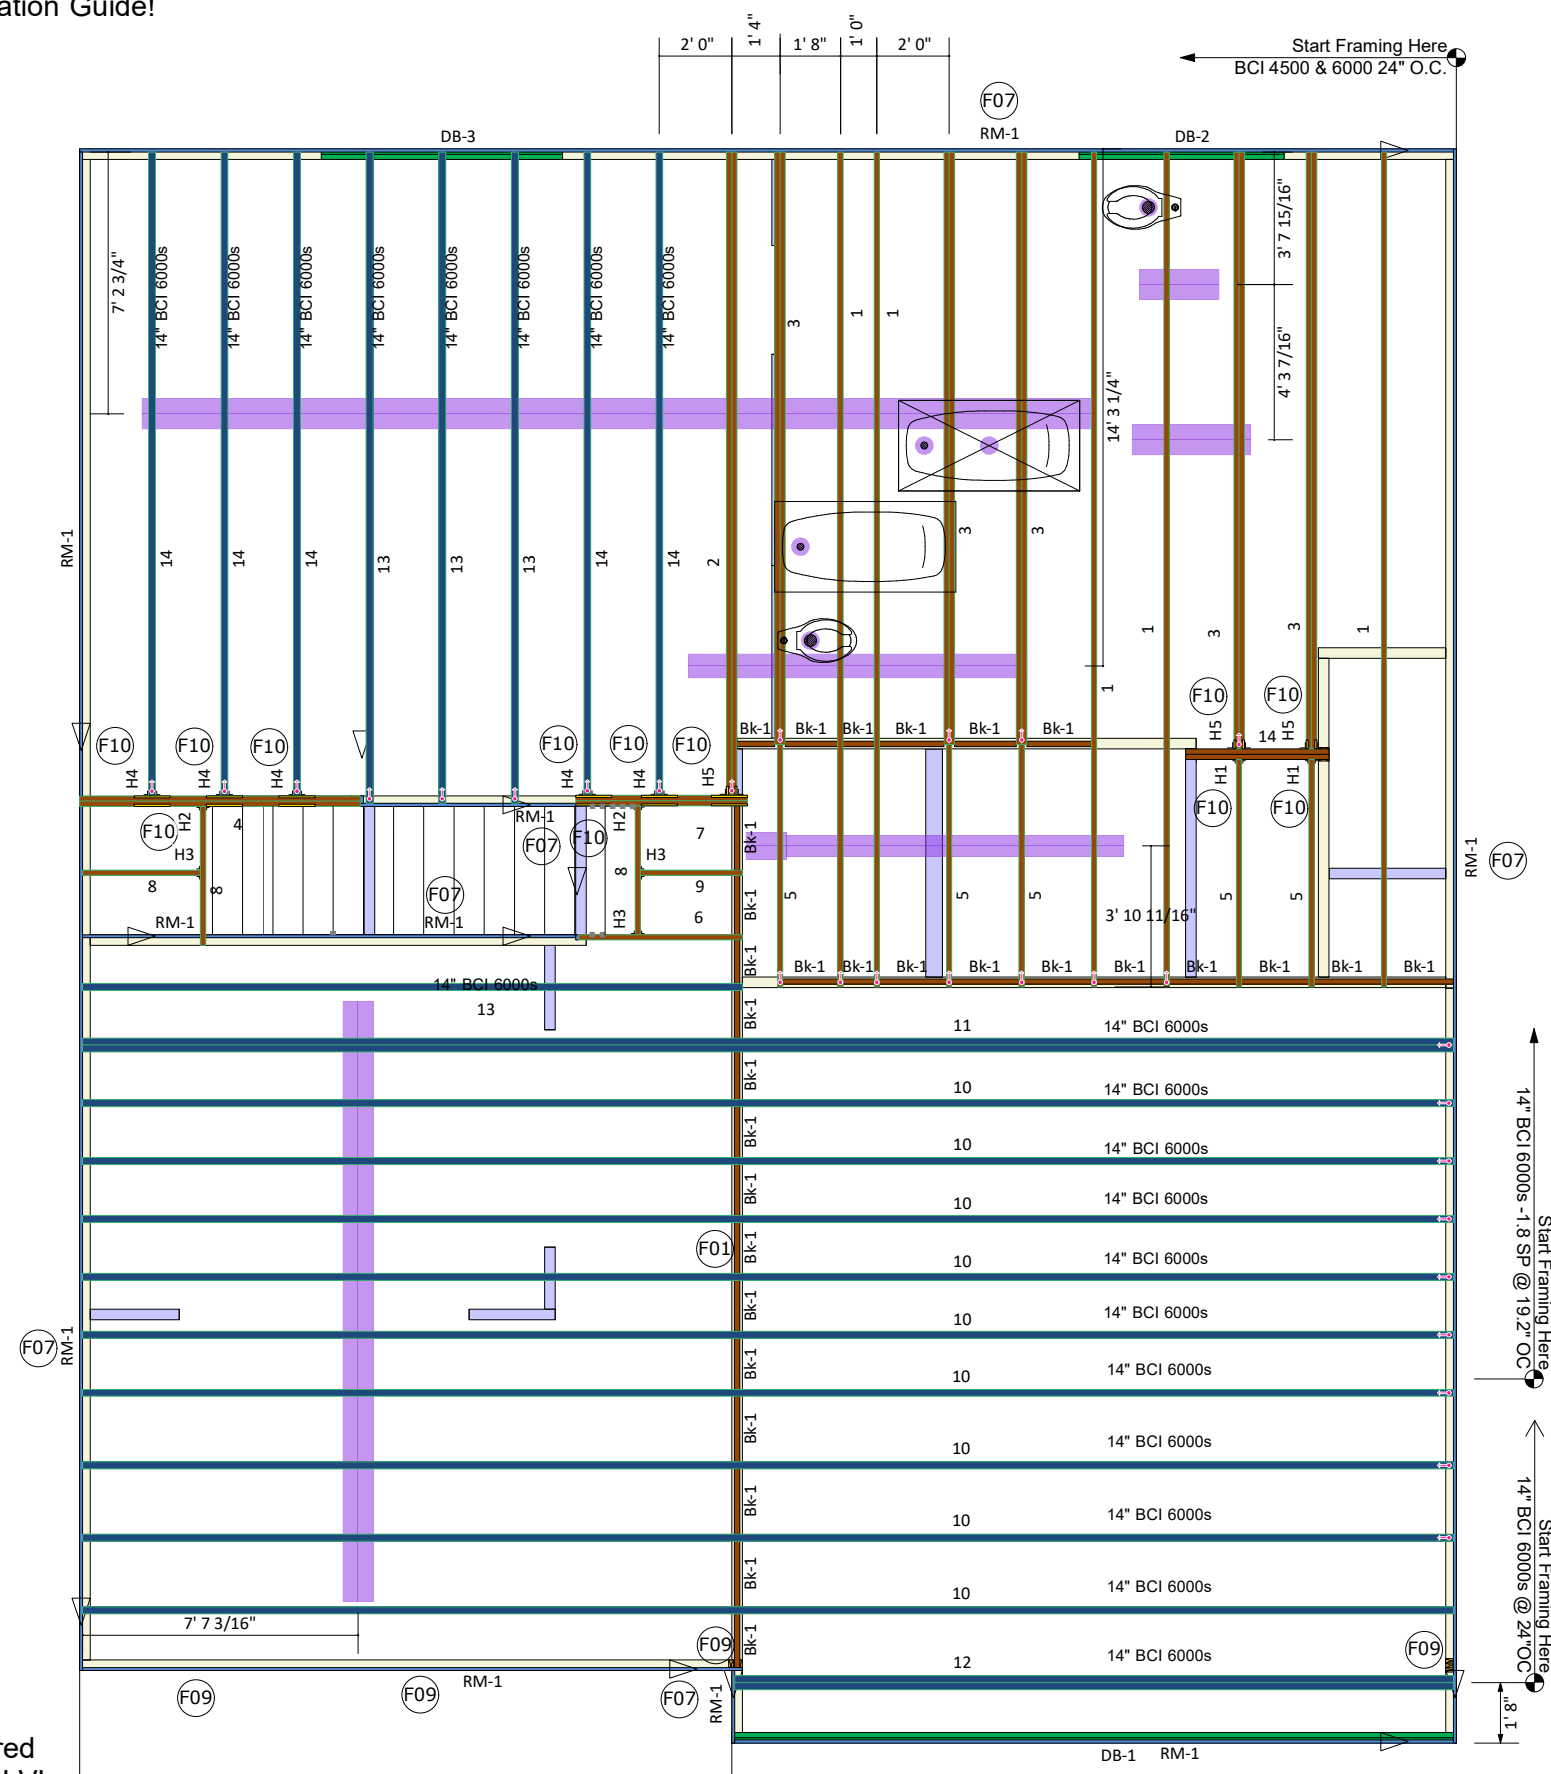 ation Guide!
2' 0"
1' 4"
1' 8"
1' 0"
2' 0"
Start Framing Here
BCI 4500 & 6000 24" O.C.
F07
DB-3
RM-1
DB-2
7' 2 3/4"
14" BCI 6000s
14" BCI 6000s
14" BCI 6000s
14" BCI 6000s
14" BCI 6000s
14" BCI 6000s
14" BCI 6000s
14" BCI 6000s
3
1
1
3' 7 15/16"
4' 3 7/16"
14' 3 1/4"
RM-1
14
14
14
13
13
13
14
14
2
3
3
1
3
3
1
1
F10
F10
F10
F10
F10
F10
F10
F10
H4
H4
H4
H4
H4
H5
H5
14
H5
Bk-1
Bk-1
Bk-1
Bk-1
Bk-1
Bk-1
H1
H1
F10
F10
F10
H2
4
RM-1
F07
F10
H2
7
Bk-1
H3
H3
8
8
F07
8
9
6
H3
RM-1
RM-1
Bk-1
Bk-1
5
5
5
3' 10 11/16"
5
5
RM-1
F07
Bk-1
Bk-1
Bk-1
Bk-1
Bk-1
Bk-1
Bk-1
Bk-1
Bk-1
Bk-1
14" BCI 6000s
13
Bk-1
11
14" BCI 6000s
Bk-1
10
14" BCI 6000s
Bk-1
10
14" BCI 6000s
Bk-1
10
14" BCI 6000s
F01
Bk-1
10
14" BCI 6000s
Bk-1
10
14" BCI 6000s
F07
RM-1
Bk-1
10
14" BCI 6000s
Bk-1
10
14" BCI 6000s
Bk-1
10
14" BCI 6000s
Bk-1
10
14" BCI 6000s
Bk-1
12
14" BCI 6000s
Start Framing Here
14" BCI 6000s -1.8 SP @ 19.2" OC
Start Framing Here
14" BCI 6000s @ 24"OC
7' 7 3/16"
F09
F09
RM-1
F09
F09
F07
RM-1
1' 8"
DB-1
RM-1
red